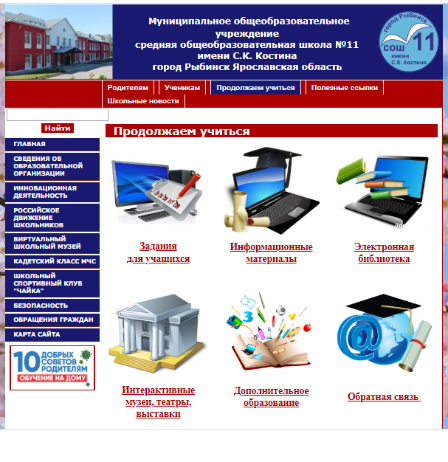 Муниципальное общеобразовательное
учреждение
средняя общеобразовательная школа №11
имени С.К. Костина
город Рыбинск Ярославская область
город Рыбинск
СОШ 11
имени
С.К. Костина
Родителям
Ученикам
Продолжаем учиться
Полезные ссылки
Школьные новости
Найти
ГЛАВНАЯ
СВЕДЕНИЯ ОБ
ОБРАЗОВАТЕЛЬНОЙ
ОРГАНИЗАЦИИ
ИННОВАЦИОННАЯ
ДЕЯТЕЛЬНОСТЬ
РОССИЙСКОЕ
ДВИЖЕНИЕ
ШКОЛЬНИКОВ
ВИРТУАЛЬНЫЙ
ШКОЛЬНЫЙ МУЗЕЙ
КАДЕТСКИЙ КЛАСС МЧС
ШКОЛЬНЫЙ
СПОРТИВНЫЙ КЛУБ
"ЧАЙКА"
БЕЗОПАСНОСТЬ
ОБРАЩЕНИЯ ГРАЖДАН
КАРТА САЙТА
10 ДОБРЫХ
СОВЕТОВ
РОДИТЕЛЯМ
ОБУЧЕНИЕ НА ДОМУ
Продолжаем учиться
Задания
для учащихся
Информационные
материалы
Электронная
библиотека
Интерактивные
музеи, театры,
выставки
Дополнительное
образование
Обратная связь